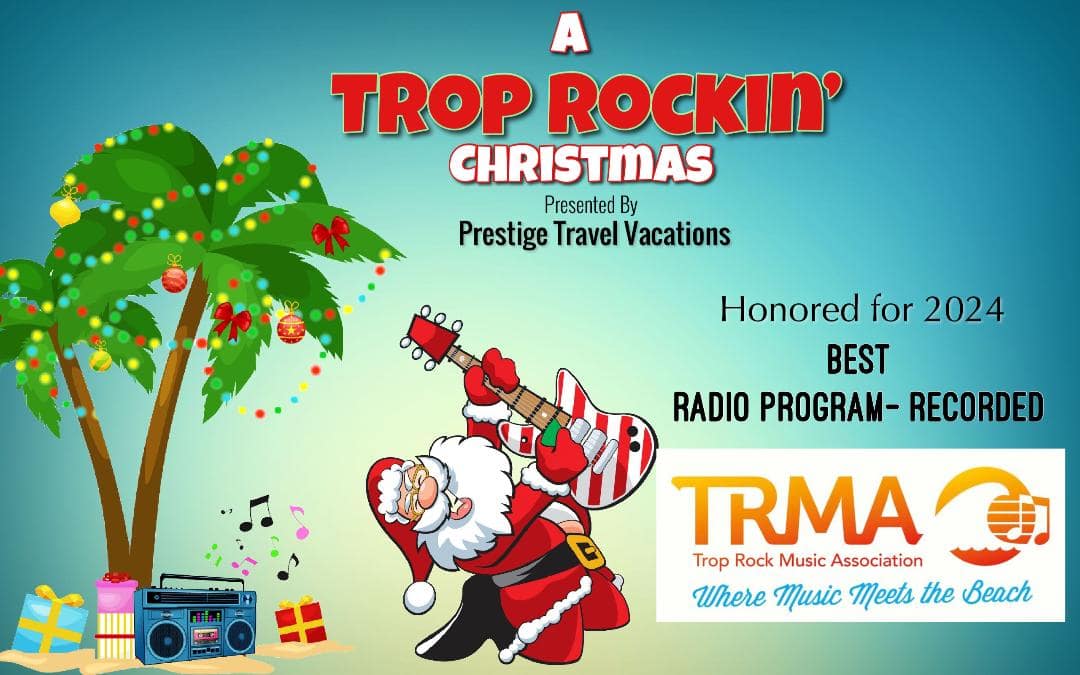 A
TROP ROCKIN'
CHRISTMAS
Presented By
Prestige Travel Vacations
Honored for 2024
BEST
RADIO PROGRAM- RECORDED
TRMA
Trop Rock Music Association
Where Music Meets the Beach